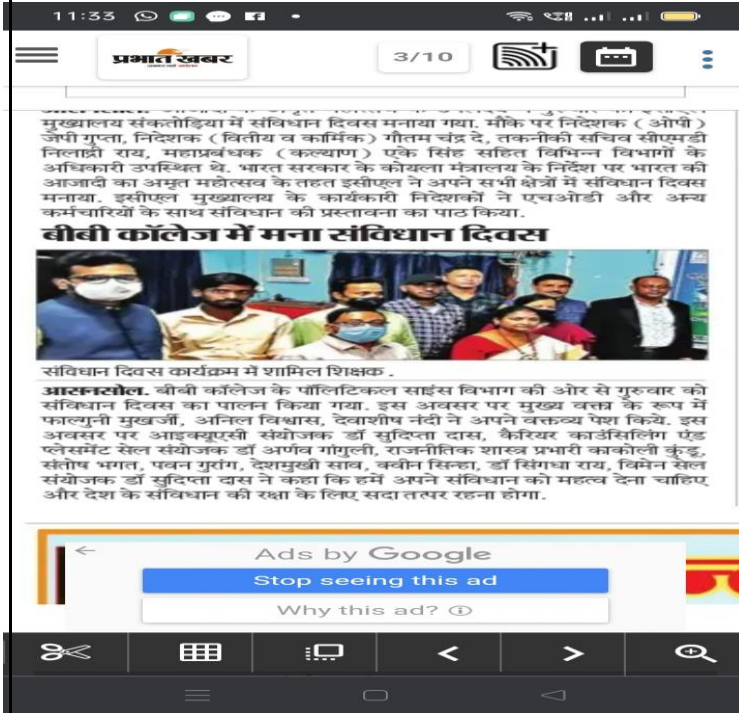 11:33
प्रभात खबर
3/10
मुख्यालय संकतोड़िया में संविधान दिवस मनाया गया. मौके पर निदेशक (ओपी)
जेपी गुप्ता, निदेशक (वित्तीय व कार्मिक) गौतम चंद्र दे, तकनीकी सचिव सीएमडी
निलाद्री राय, महाप्रबंधक (कल्याण) एके सिंह सहित विभिन्न विभागों के
अधिकारी उपस्थित थे. भारत सरकार के कोयला मंत्रालय के निर्देश पर भारत की
आजादी का अमृत महोत्सव के तहत इसीएल ने अपने सभी क्षेत्रों में संविधान दिवस
मनाया. इसीएल मुख्यालय के कार्यकारी निदेशकों ने एचओडी और अन्य
कर्मचारियों के साथ संविधान की प्रस्तावना का पाठ किया.
बीबी कॉलेज में मना संविधान दिवस
संविधान दिवस कार्यक्रम में शामिल शिक्षक .
आसनसोल. बीबी कॉलेज के पॉलिटिकल साइंस विभाग की ओर से गुरुवार को
संविधान दिवस का पालन किया गया. इस अवसर पर मुख्य वक्ता के रूप में
फाल्गुनी मुखर्जी, अनिल विश्वास, देवाशीष नंदी ने अपने वक्तव्य पेश किये. इस
अवसर पर आइक्यूएसी संयोजक डॉ सुदिप्ता दास, कैरियर काउंसिलिंग एंड
प्लेसमेंट सेल संयोजक डॉ अर्णव गांगुली, राजनीतिक शास्त्र प्रभारी काकोली कुंडू,
संतोष भगत, पवन गुरांग, देशमुखी साव, क्वीन सिन्हा, डॉ सिंगधा राय, विमेन सेल
संयोजक डॉ सुदिप्ता दास ने कहा कि हमें अपने संविधान को महत्व देना चाहिए
और देश के संविधान की रक्षा के लिए सदा तत्पर रहना होगा.
Ads by Google
Stop seeing this ad
Why this ad?